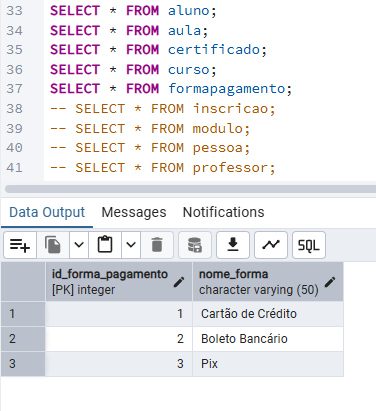 33 SELECT * FROM aluno;
34 SELECT * FROM aula;
35 SELECT * FROM certificado;
36 SELECT * FROM curso;
37 SELECT * FROM formapagamento;
38 -- SELECT * FROM inscricao;
39 -- SELECT * FROM modulo;
40 -- SELECT * FROM pessoa;
41 -- SELECT * FROM professor;
Data Output Messages Notifications
SQL
id_forma_pagamento nome_forma
[PK] integer character varying (50)
1 1 Cartão de Crédito
2 2 Boleto Bancário
3 3 Pix